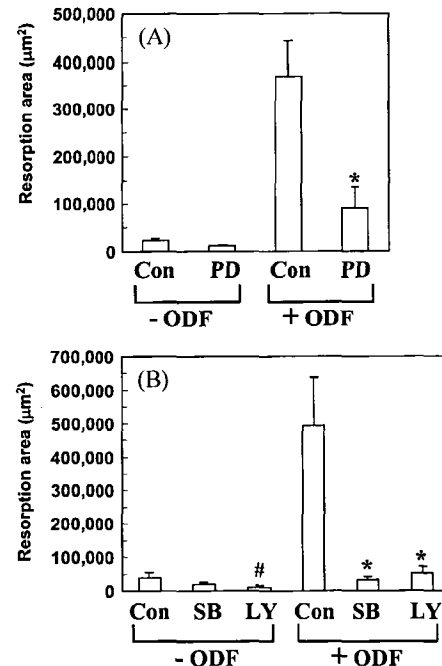 (A)
Resorption area (μm²)
500,000
400,000
300,000
200,000
100,000
0
*
Con PD Con PD
- ODF + ODF
(B)
Resorption area (μm²)
700,000
600,000
500,000
400,000
300,000
200,000
100,000
0
# * *
Con SB LY Con SB LY
- ODF + ODF